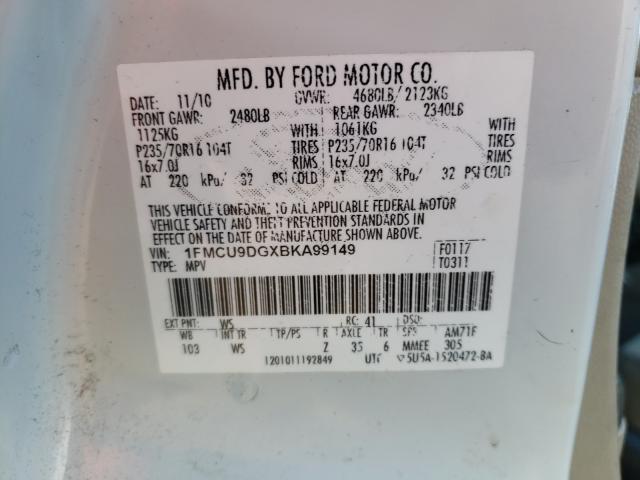 MFD. BY FORD MOTOR CO.
DATE: 11/10 GVWR: 4680LB/2123KG
FRONT GAWR: 2480LB REAR GAWR: 2340LB
1125KG WITH 1061KG WITH
P235/70R16 104T TIRES P235/70R16 104T TIRES
16x7.0J RIMS 16x7.0J RIMS
AT 220 kPa/ 32 PSI COLD AT 220 kPa/ 32 PSI COLD
THIS VEHICLE CONFORMS TO ALL APPLICABLE FEDERAL MOTOR
VEHICLE SAFETY AND THEFT PREVENTION STANDARDS IN
EFFECT ON THE DATE OF MANUFACTURE SHOWN ABOVE.
VIN: 1FMCU9DGXBKA99149 F0117
TYPE: MPV T0311
EXT PNT: WS RC: 41 DSO:
WB INT TR TP/PS R AXLE TR SPR AM71F
103 WS Z 35 6 MMEE 305
1201011192849 UTC 5U5A-1520472-BA